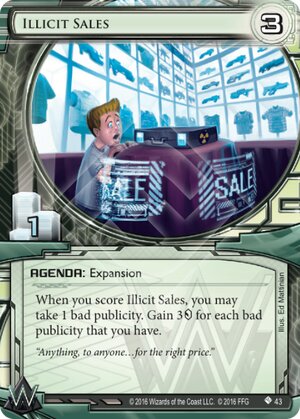 Illicit Sales
3
SALE
SALE
1
AGENDA: Expansion
When you score Illicit Sales, you may
take 1 bad publicity. Gain 3 for each bad
publicity that you have.
“Anything, to anyone...for the right price.”
Illus. Ed Mattinian
© 2016 Wizards of the Coast LLC. © 2016 FFG
43